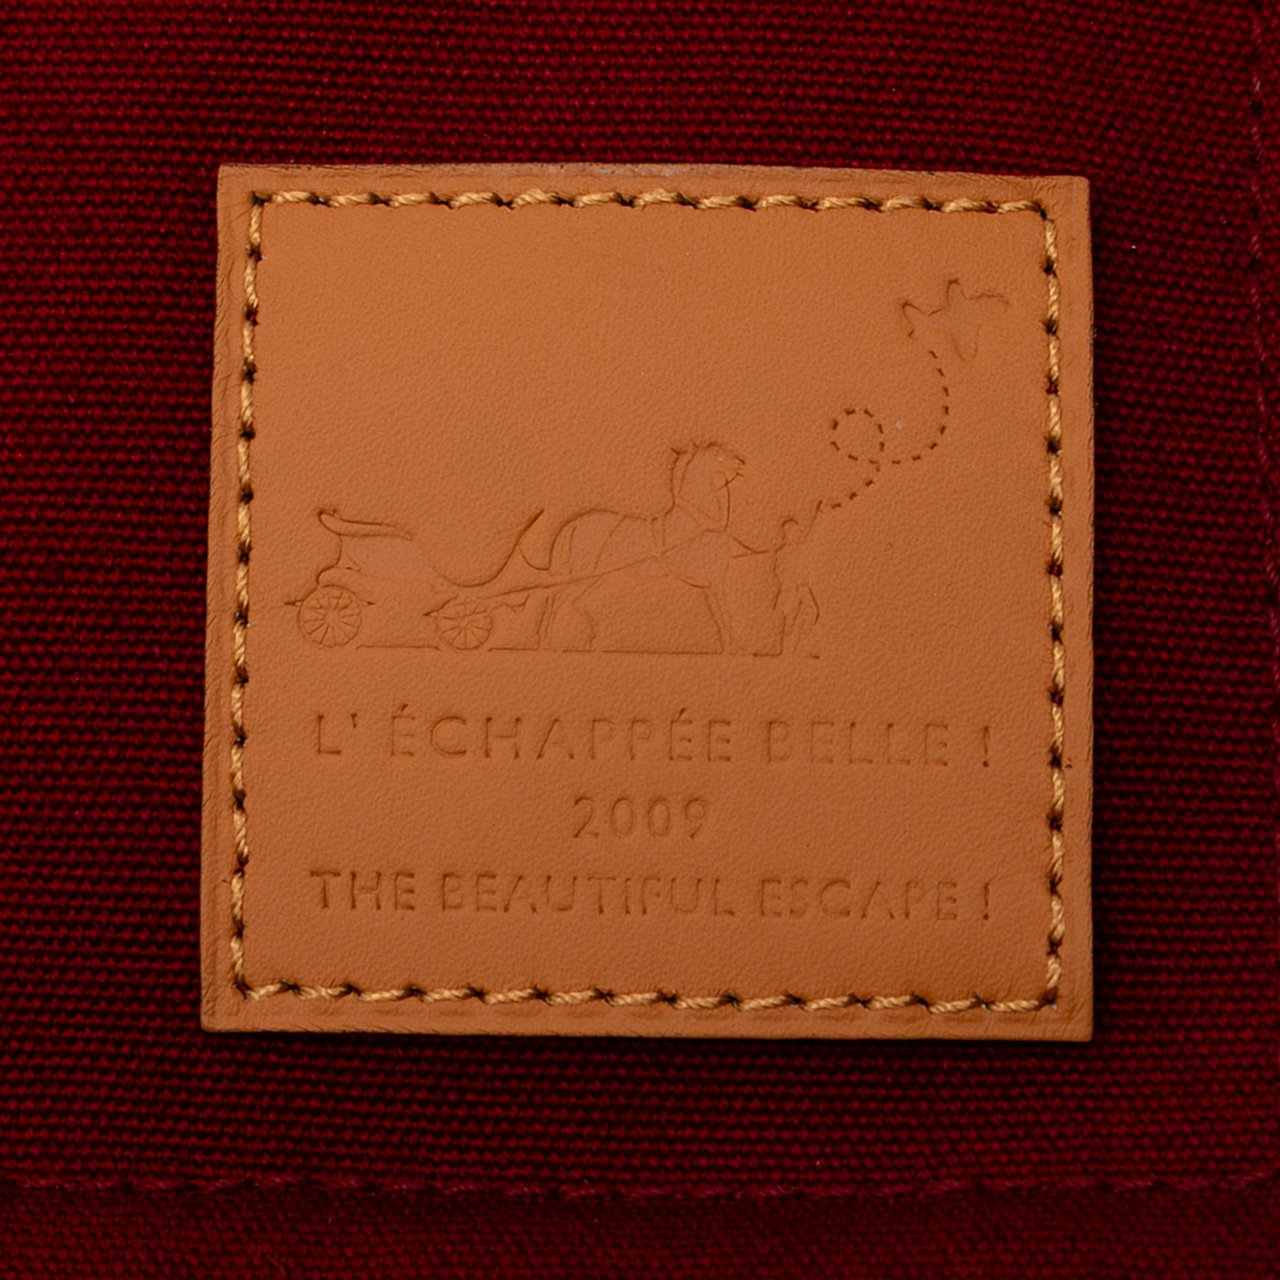 L' ÉCHAPPÉE BELLE !
2009
THE BEAUTIFUL ESCAPE !